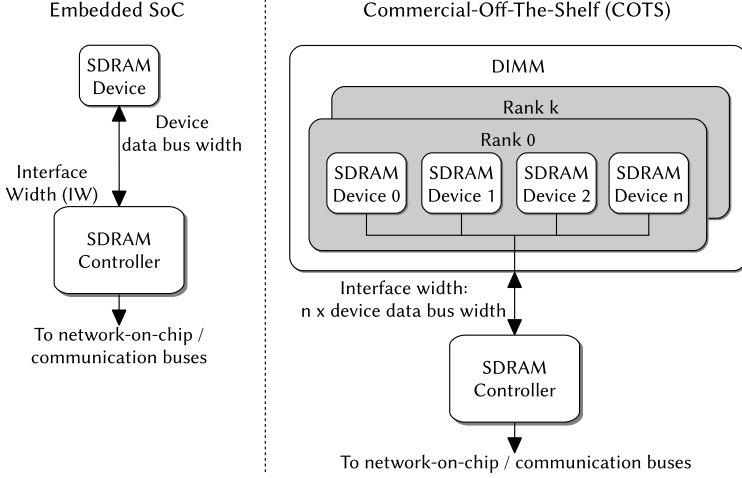 Embedded SoC
SDRAM
Device
Device
data bus width
Interface
Width (IW)
SDRAM
Controller
To network-on-chip /
communication buses
Commercial-Off-The-Shelf (COTS)
DIMM
Rank k
Rank 0
SDRAM
Device 0
SDRAM
Device 1
SDRAM
Device 2
SDRAM
Device n
Interface width:
n x device data bus width
SDRAM
Controller
To network-on-chip / communication buses